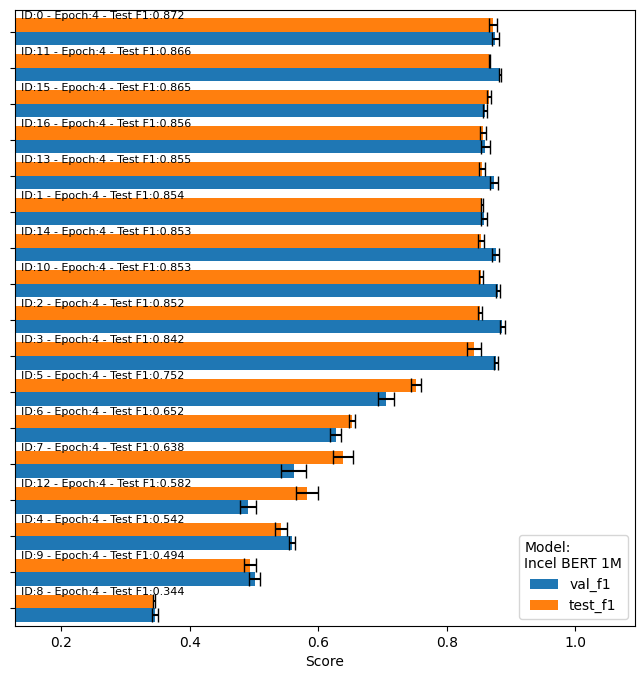 ID:0 - Epoch:4 - Test F1:0.872
ID:11 - Epoch:4 - Test F1:0.866
ID:15 - Epoch:4 - Test F1:0.865
ID:16 - Epoch:4 - Test F1:0.856
ID:13 - Epoch:4 - Test F1:0.855
ID:1 - Epoch:4 - Test F1:0.854
ID:14 - Epoch:4 - Test F1:0.853
ID:10 - Epoch:4 - Test F1:0.853
ID:2 - Epoch:4 - Test F1:0.852
ID:3 - Epoch:4 - Test F1:0.842
ID:5 - Epoch:4 - Test F1:0.752
ID:6 - Epoch:4 - Test F1:0.652
ID:7 - Epoch:4 - Test F1:0.638
ID:12 - Epoch:4 - Test F1:0.582
ID:4 - Epoch:4 - Test F1:0.542
ID:9 - Epoch:4 - Test F1:0.494
ID:8 - Epoch:4 - Test F1:0.344
Model:
Incel BERT 1M
val_f1
test_f1
0.2 0.4 0.6 0.8 1.0
Score